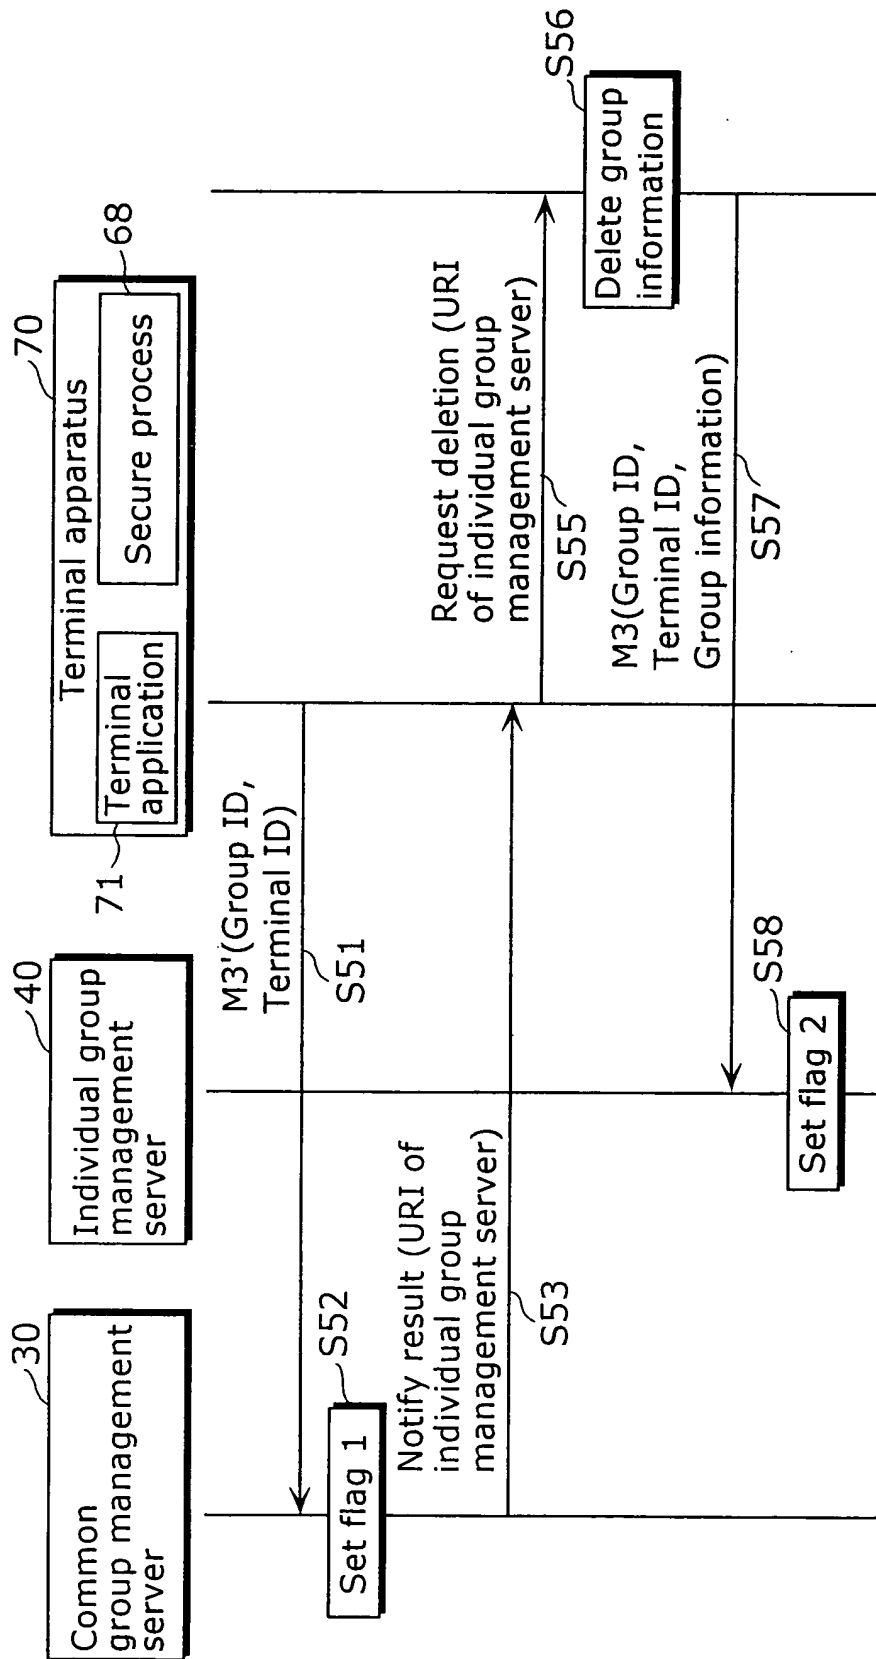 30
Common
group management
server
40
Individual group
management
server
70
Terminal apparatus
71
Terminal
application
68
Secure process
M3'(Group ID,
Terminal ID)
S51
S52
Set flag 1
Notify result (URI of
individual group
management server)
S53
Request deletion (URI
of individual group
management server)
S55
S56
Delete group
information
M3(Group ID,
Terminal ID,
Group information)
S57
S58
Set flag 2